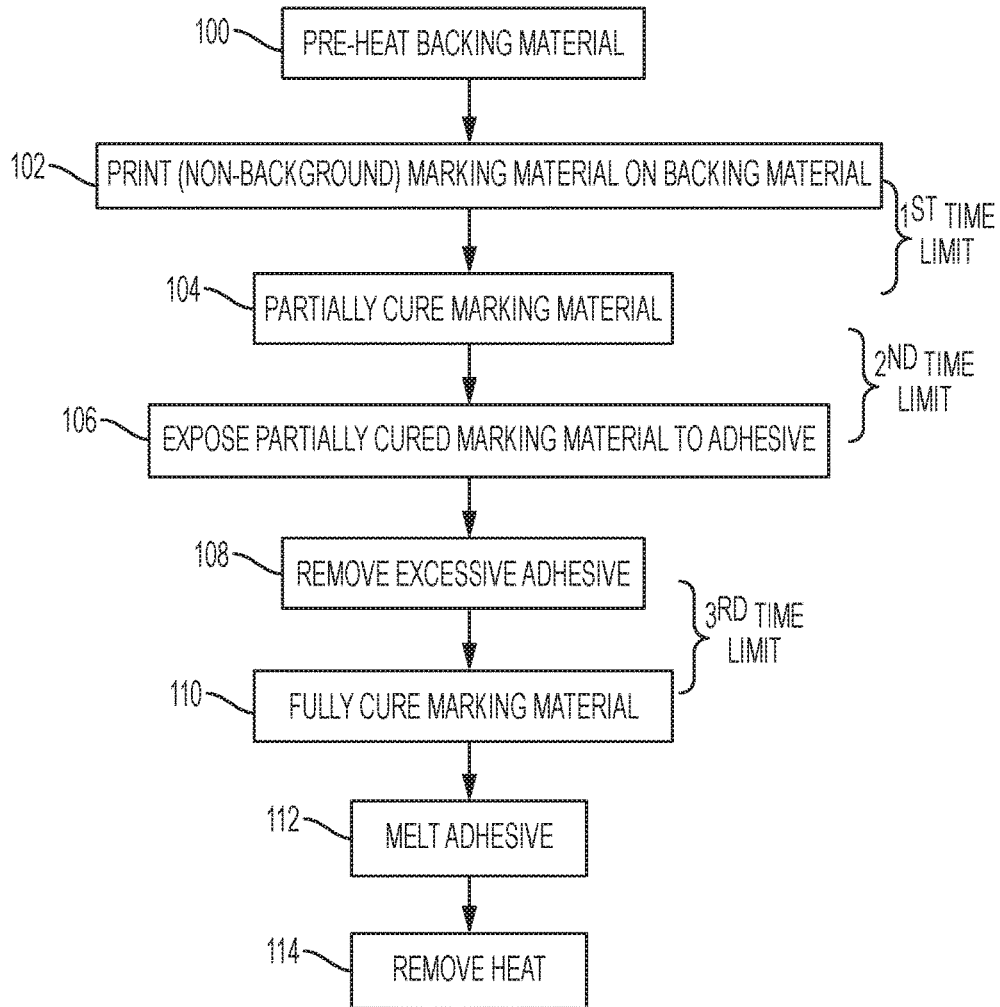 100
PRE-HEAT BACKING MATERIAL
102
PRINT (NON-BACKGROUND) MARKING MATERIAL ON BACKING MATERIAL
1ST TIME
LIMIT
104
PARTIALLY CURE MARKING MATERIAL
2ND TIME
LIMIT
106
EXPOSE PARTIALLY CURED MARKING MATERIAL TO ADHESIVE
108
REMOVE EXCESSIVE ADHESIVE
3RD TIME
LIMIT
110
FULLY CURE MARKING MATERIAL
112
MELT ADHESIVE
114
REMOVE HEAT